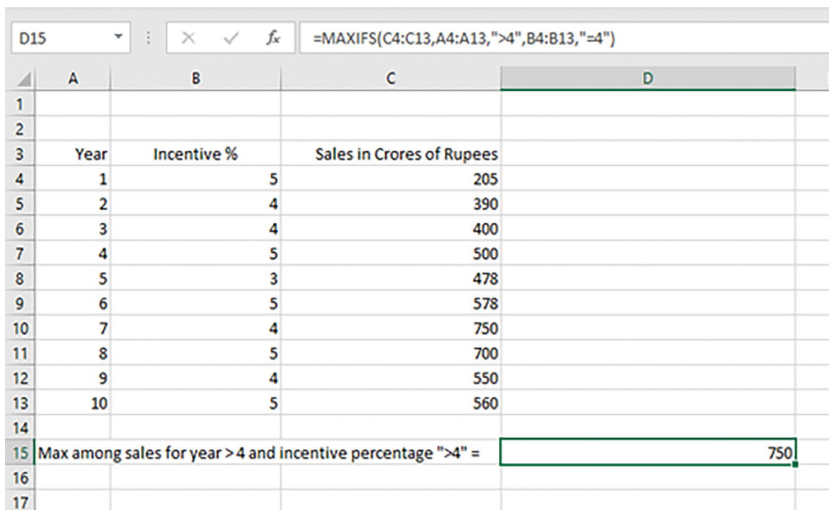 D15 fx =MAXIFS(C4:C13,A4:A13,">4",B4:B13,"=4")
A B C D
1
2
3 Year Incentive % Sales in Crores of Rupees
4 1 5 205
5 2 4 390
6 3 4 400
7 4 5 500
8 5 3 478
9 6 5 578
10 7 4 750
11 8 5 700
12 9 4 550
13 10 5 560
14
15 Max among sales for year >4 and incentive percentage ">4" = 750
16
17